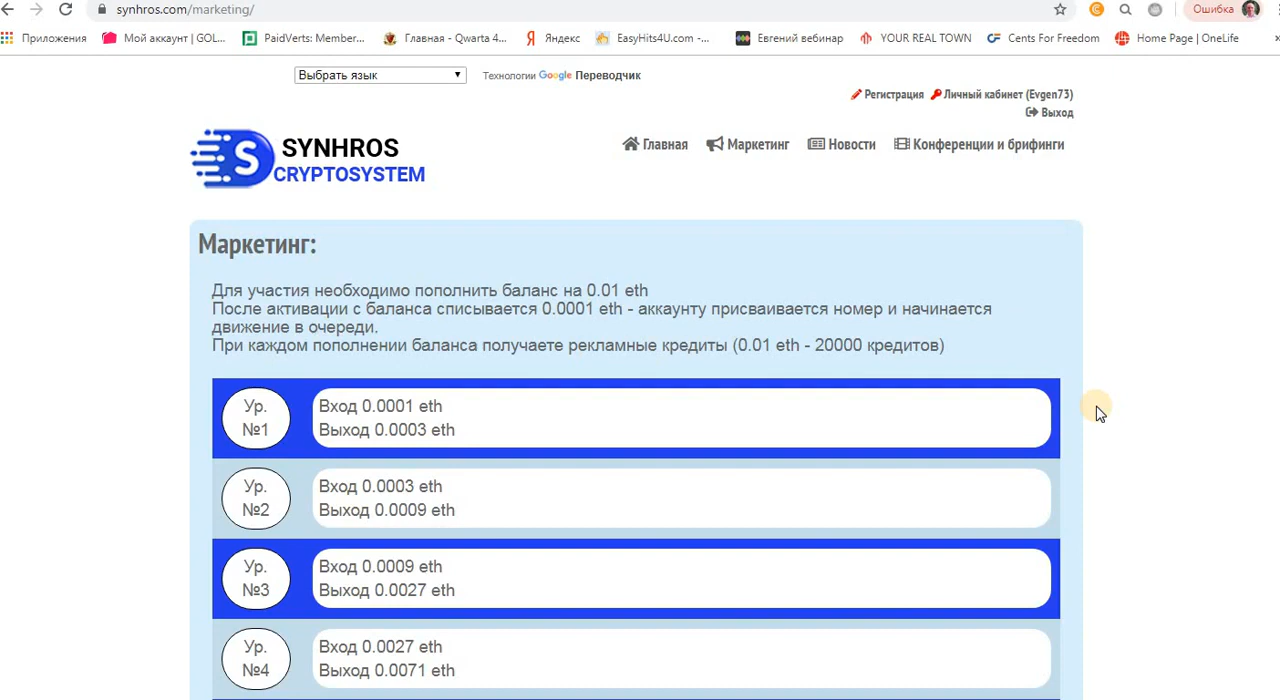 synhros.com/marketing/
Ошибка
Приложения
Мой аккаунт | GOL...
PaidVerts: Member...
Главная - Qwarta 4...
Яндекс
EasyHits4U.com -...
Евгений вебинар
YOUR REAL TOWN
Cents For Freedom
Home Page | OneLife
Выбрать язык
Технологии Google Переводчик
Регистрация Личный кабинет (Evgen73)
Выход
S
SYNHROS
CRYPTOSYSTEM
Главная
Маркетинг
Новости
Конференции и брифинги
Маркетинг:
Для участия необходимо пополнить баланс на 0.01 eth
После активации с баланса списывается 0.0001 eth - аккаунту присваивается номер и начинается
движение в очереди.
При каждом пополнении баланса получаете рекламные кредиты (0.01 eth - 20000 кредитов)
Ур.
№1
Вход 0.0001 eth
Выход 0.0003 eth
Ур.
№2
Вход 0.0003 eth
Выход 0.0009 eth
Ур.
№3
Вход 0.0009 eth
Выход 0.0027 eth
Ур.
№4
Вход 0.0027 eth
Выход 0.0071 eth